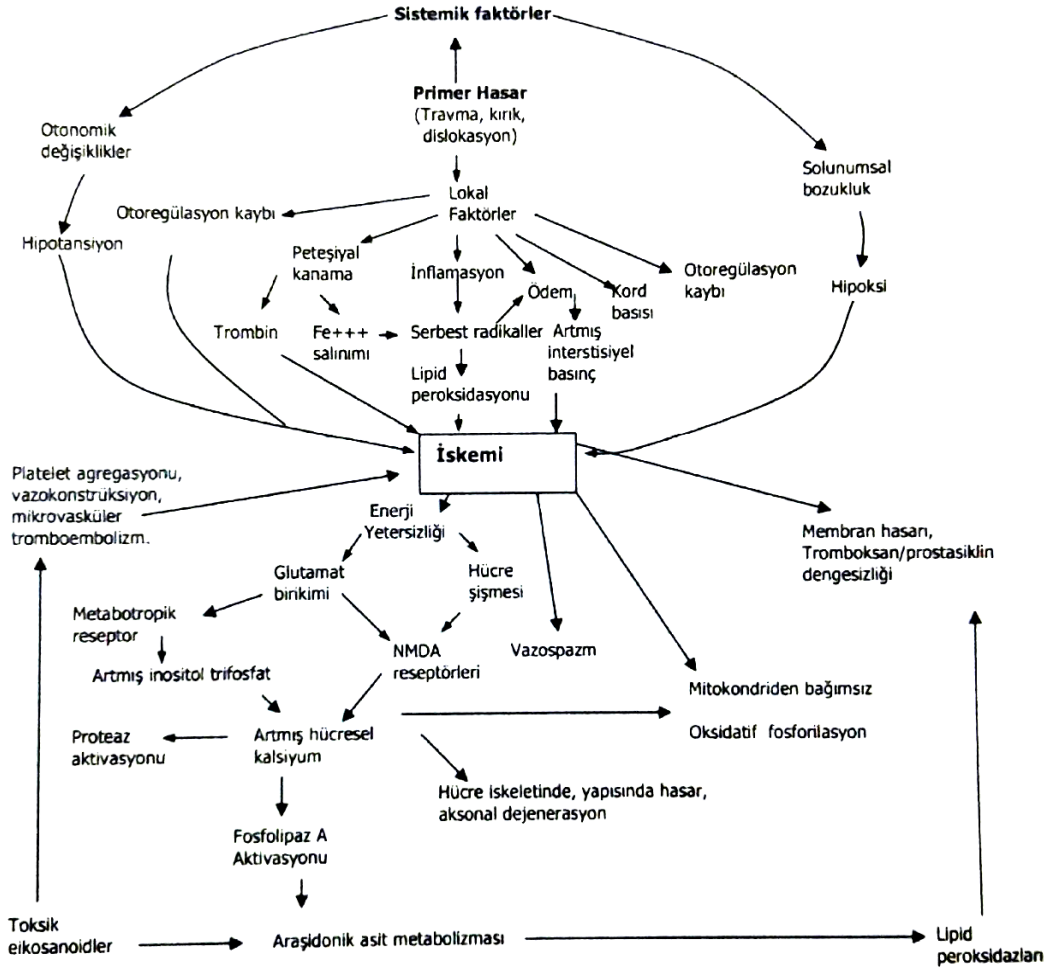 Sistemik faktörler
Primer Hasar
(Travma, kırık,
dislokasyon)
Otonomik
değişiklikler
Solunumsal
bozukluk
Lokal
Faktörler
Otoregülasyon kaybı
Hipotansiyon
Peteşiyal
kanama
İnflamasyon
Ödem
Kord
basısı
Otoregülasyon
kaybı
Hipoksi
Trombin
Fe+++
salınımı
Serbest radikaller
Artmış
interstisiyel
basınç
Lipid
peroksidasyonu
İskemi
Platelet agregasyonu,
vazokonstrüksiyon,
mikrovasküler
tromboembolizm.
Enerji
Yetersizliği
Membran hasarı,
Tromboksan/prostasiklin
dengesizliği
Glutamat
birikimi
Hücre
şişmesi
Metabotropik
reseptor
NMDA
reseptörleri
Vazospazm
Artmış inositol trifosfat
Mitokondriden bağımsız
Oksidatif fosforilasyon
Proteaz
aktivasyonu
Artmış hücresel
kalsiyum
Hücre iskeletinde, yapısında hasar,
aksonal dejenerasyon
Fosfolipaz A
Aktivasyonu
Toksik
eikosanoidler
Araşidonik asit metabolizması
Lipid
peroksidazları